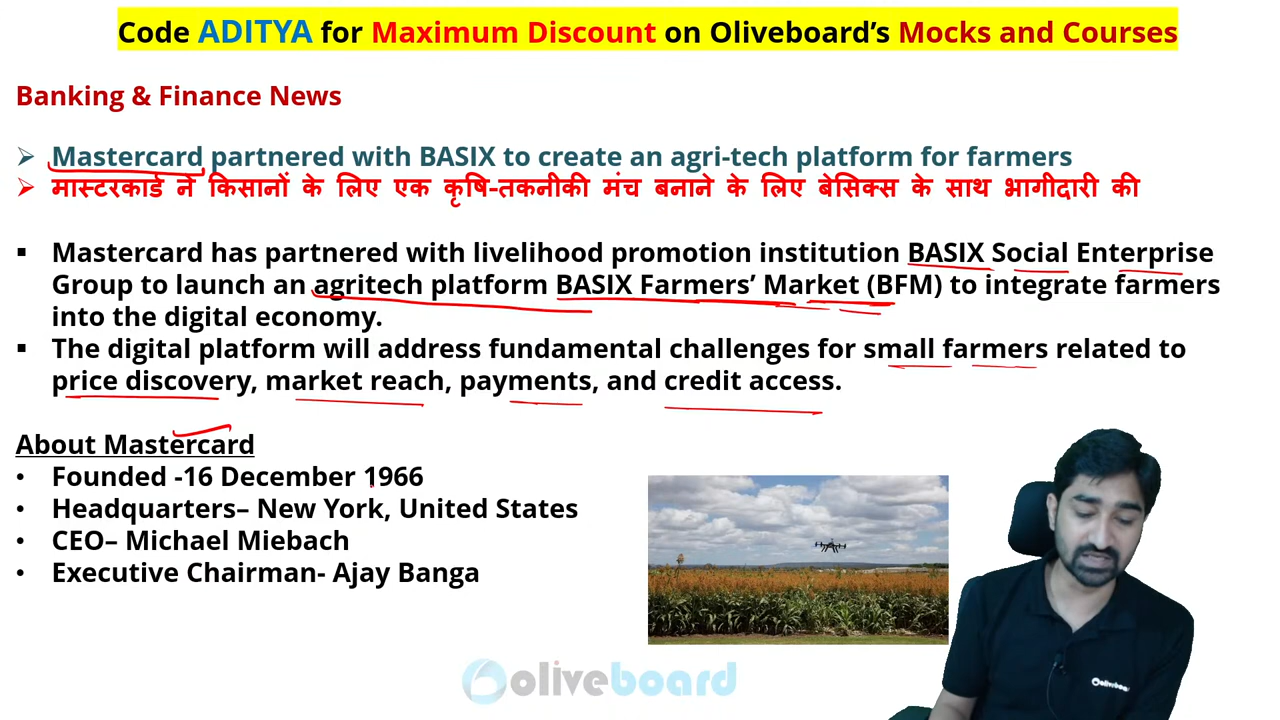 Code ADITYA for Maximum Discount on Oliveboard's Mocks and Courses
Banking & Finance News
➢ Mastercard partnered with BASIX to create an agri-tech platform for farmers
➢ मास्टरकार्ड ने किसानों के लिए एक कृषि-तकनीकी मंच बनाने के लिए बेसिक्स के साथ भागीदारी की
▪ Mastercard has partnered with livelihood promotion institution BASIX Social Enterprise
Group to launch an agritech platform BASIX Farmers' Market (BFM) to integrate farmers
into the digital economy.
▪ The digital platform will address fundamental challenges for small farmers related to
price discovery, market reach, payments, and credit access.
About Mastercard
• Founded -16 December 1966
• Headquarters– New York, United States
• CEO– Michael Miebach
• Executive Chairman- Ajay Banga
oliveboard